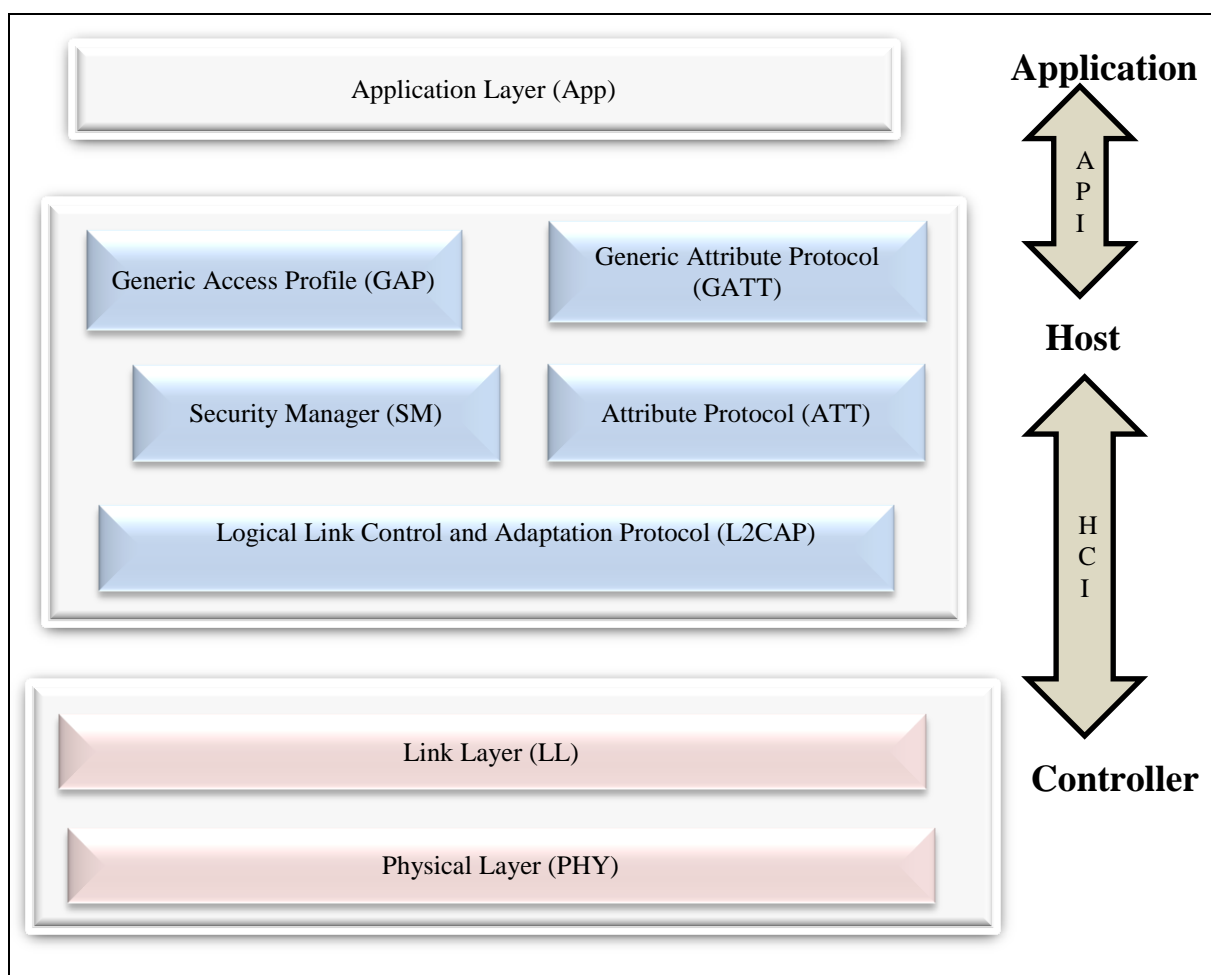 Application Layer (App)
Application
A
P
I
Generic Access Profile (GAP)
Generic Attribute Protocol
(GATT)
Host
Security Manager (SM)
Attribute Protocol (ATT)
Logical Link Control and Adaptation Protocol (L2CAP)
H
C
I
Link Layer (LL)
Controller
Physical Layer (PHY)